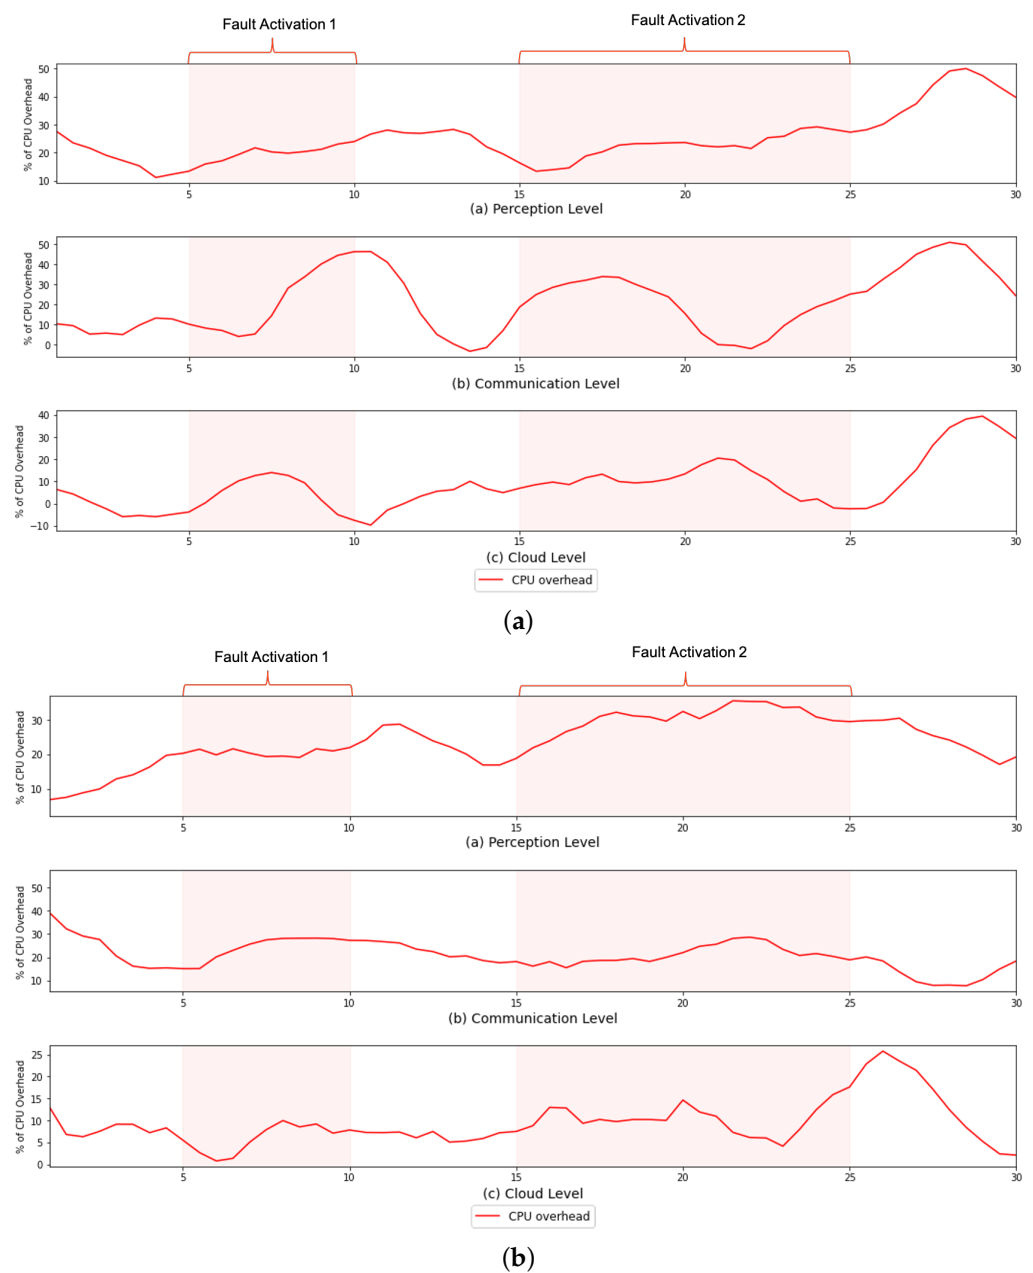 Fault Activation 1
Fault Activation 2
% of CPU Overhead
50
40
30
20
10
5 10 15 20 25 30
(a) Perception Level
% of CPU Overhead
50
40
30
20
10
0
5 10 15 20 25 30
(b) Communication Level
% of CPU Overhead
40
30
20
10
0
−10
5 10 15 20 25 30
(c) Cloud Level
CPU overhead
(a)
Fault Activation 1
Fault Activation 2
% of CPU Overhead
30
20
10
5 10 15 20 25 30
(a) Perception Level
% of CPU Overhead
50
40
30
20
10
5 10 15 20 25 30
(b) Communication Level
% of CPU Overhead
25
20
15
10
5
0
5 10 15 20 25 30
(c) Cloud Level
CPU overhead
(b)